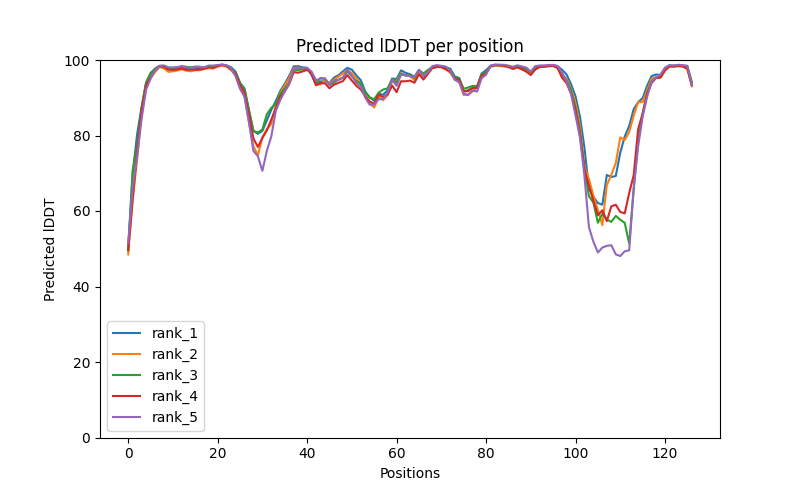 Predicted lDDT per position
Predicted lDDT
100
80
60
40
20
0
rank_1
rank_2
rank_3
rank_4
rank_5
0 20 40 60 80 100 120
Positions